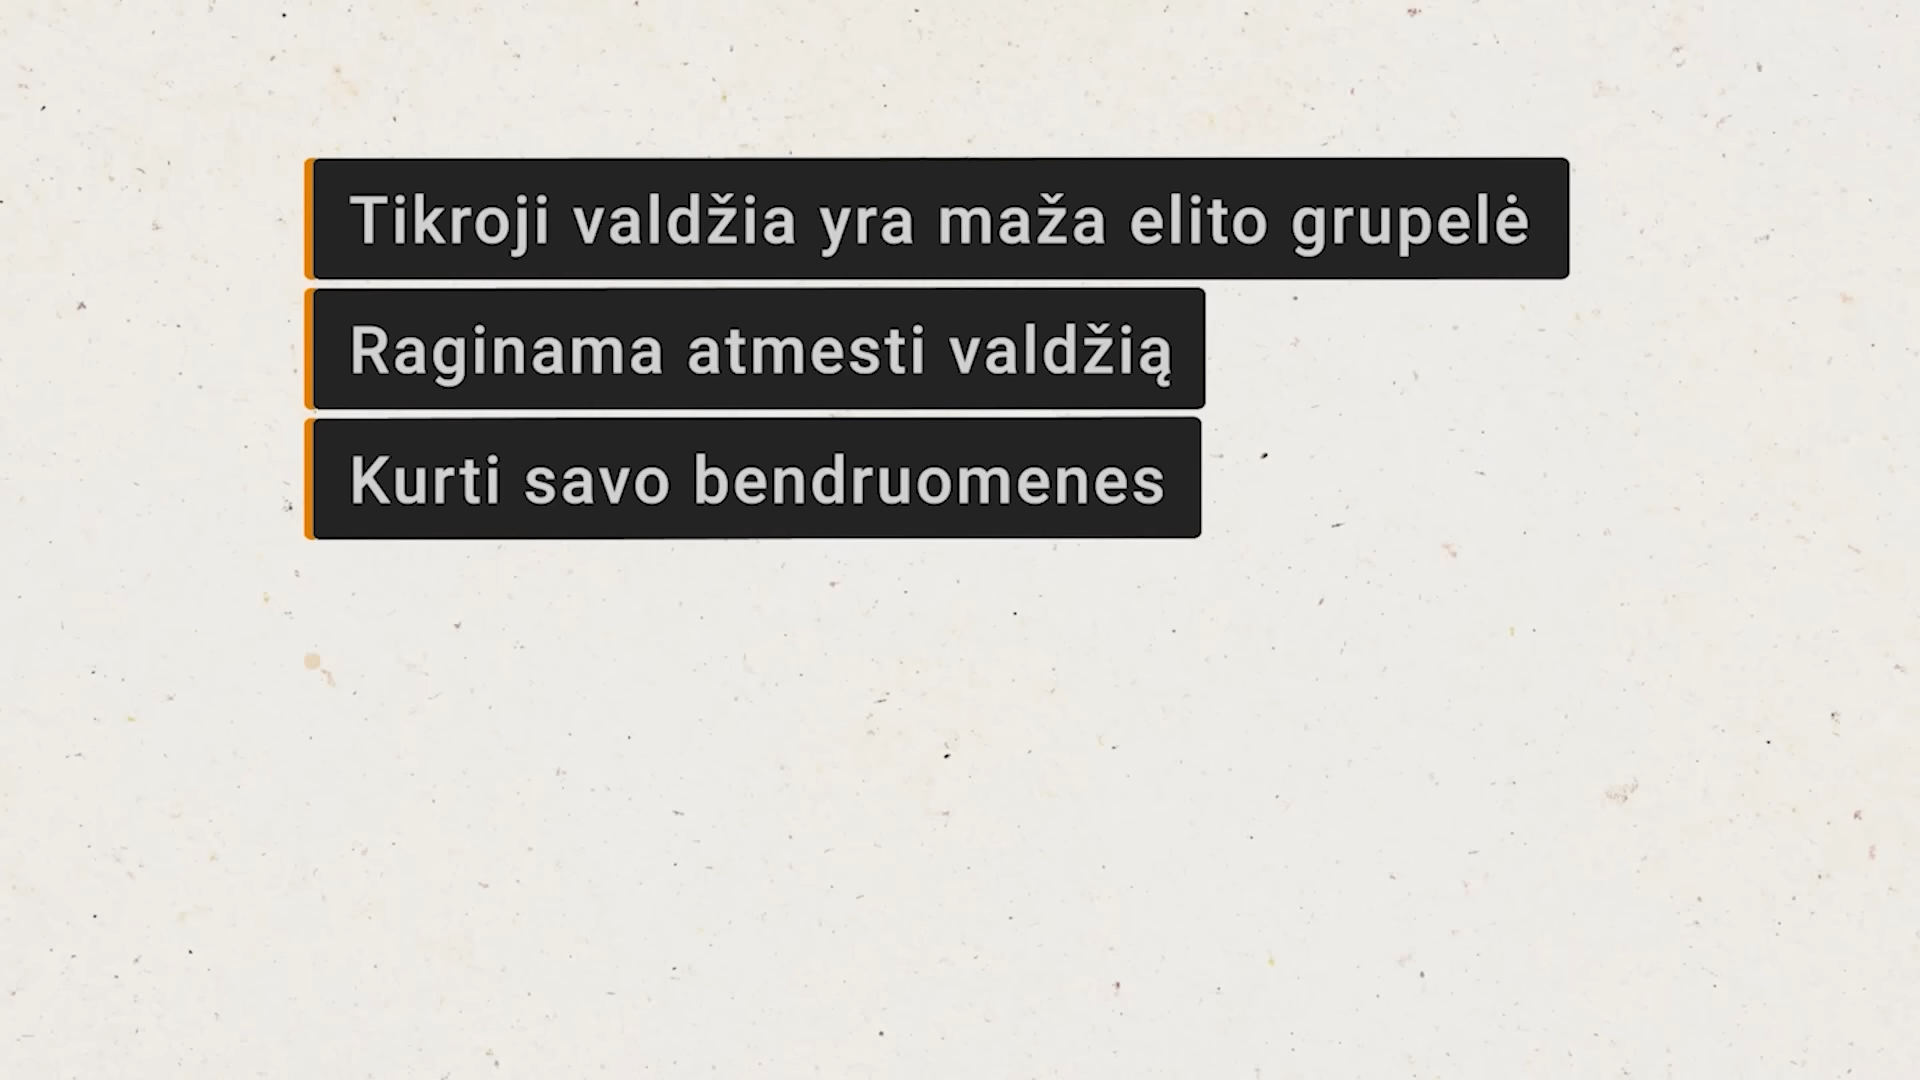 Tikroji valdžia yra maža elito grupelė
Raginama atmesti valdžią
Kurti savo bendruomenes